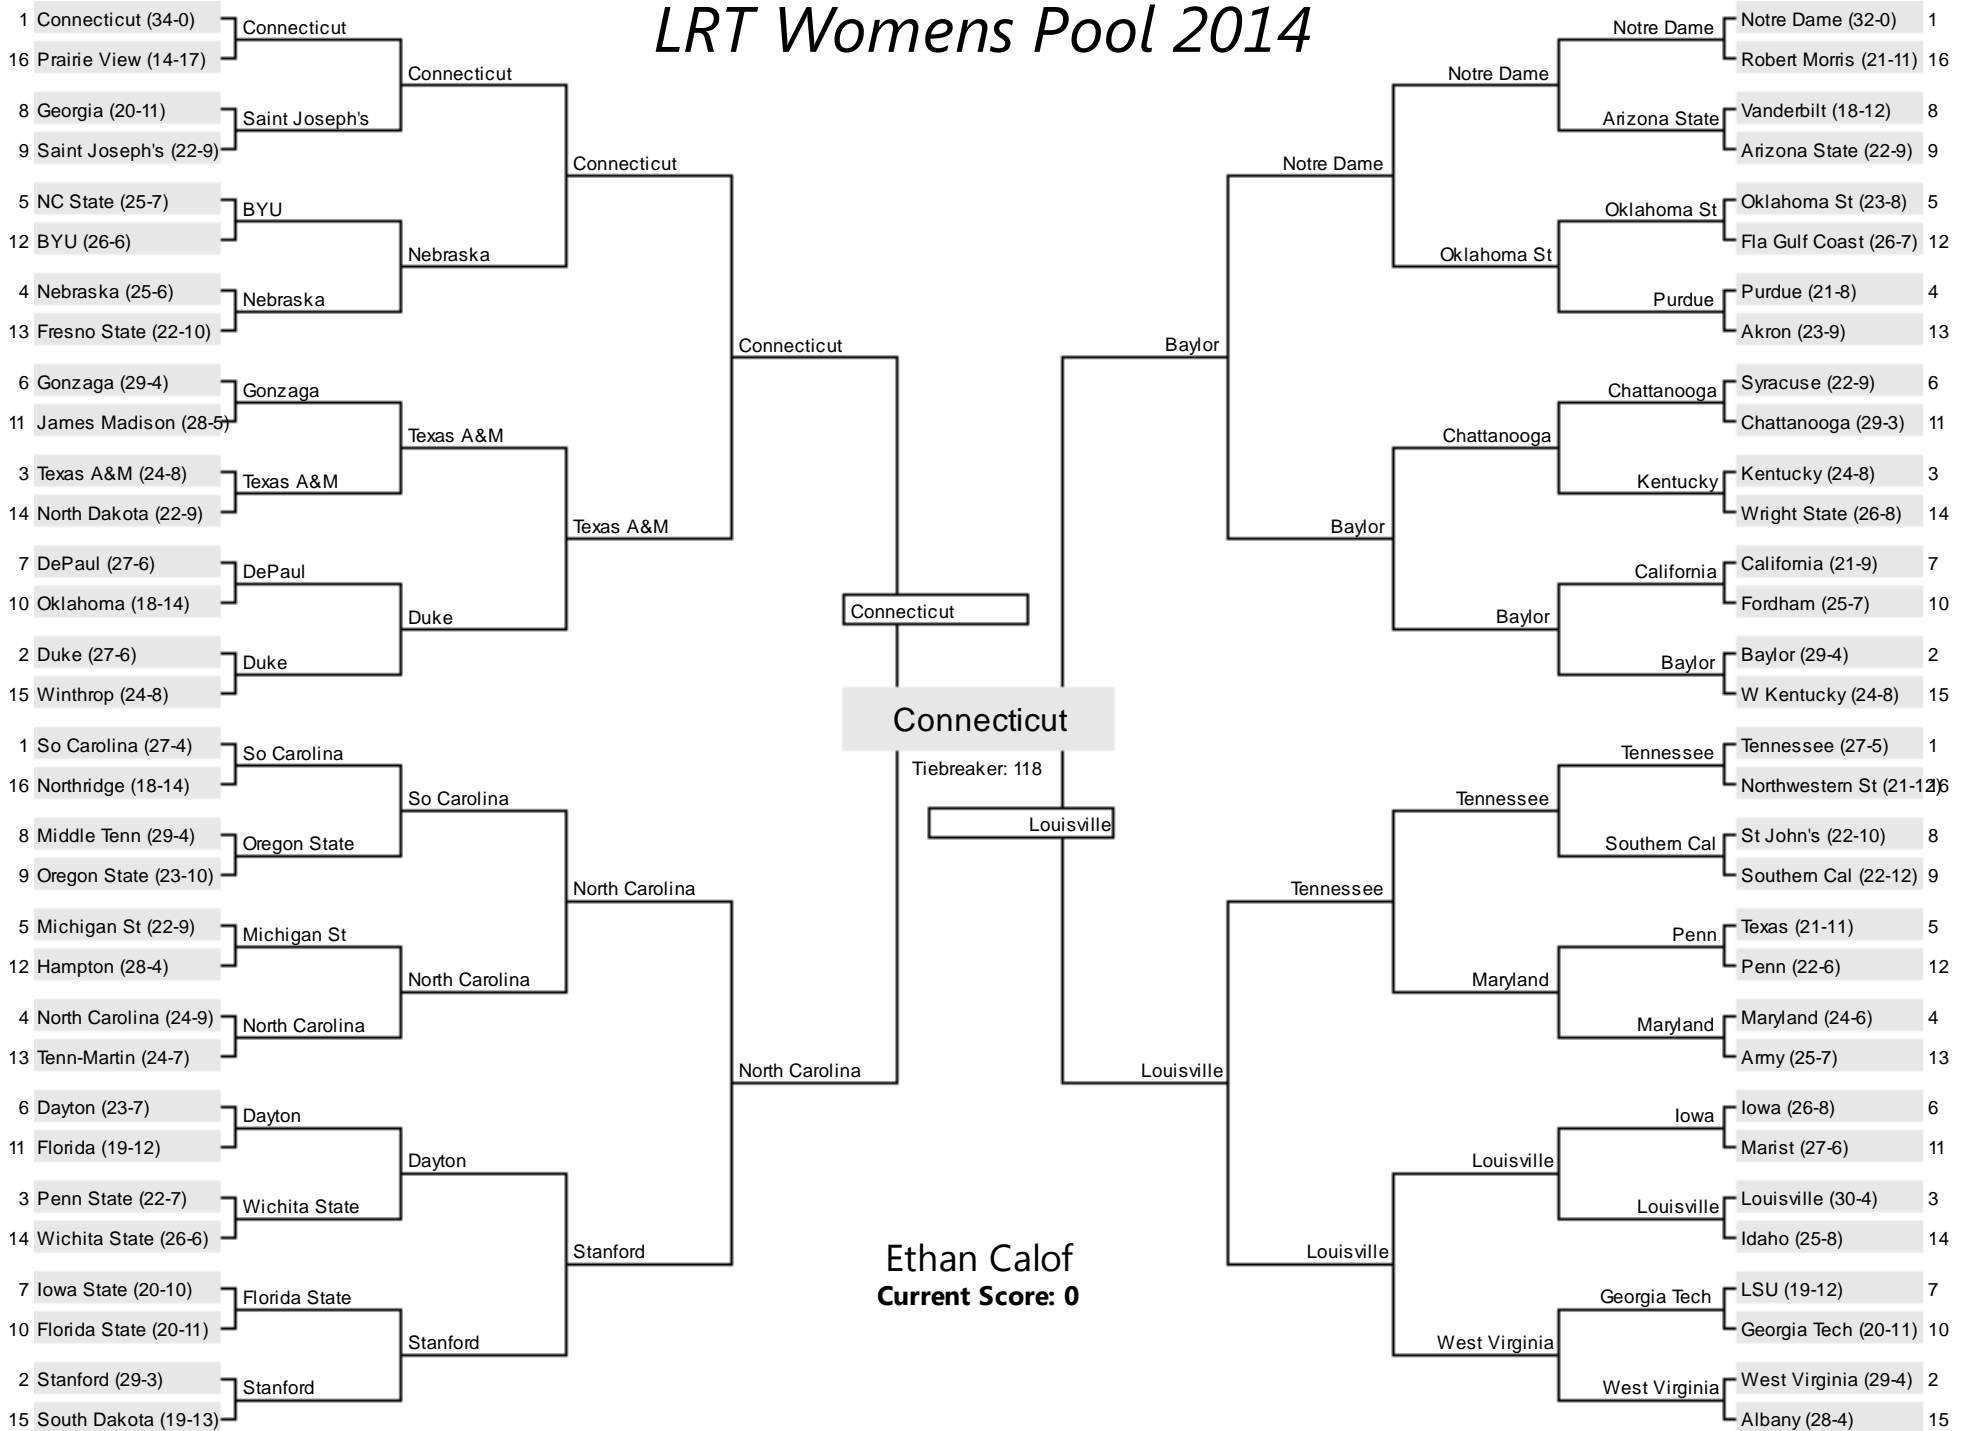 LRT Womens Pool 2014
1 Connecticut (34-0)
16 Prairie View (14-17)
8 Georgia (20-11)
9 Saint Joseph's (22-9)
5 NC State (25-7)
12 BYU (26-6)
4 Nebraska (25-6)
13 Fresno State (22-10)
6 Gonzaga (29-4)
11 James Madison (28-5)
3 Texas A&M (24-8)
14 North Dakota (22-9)
7 DePaul (27-6)
10 Oklahoma (18-14)
2 Duke (27-6)
15 Winthrop (24-8)
1 So Carolina (27-4)
16 Northridge (18-14)
8 Middle Tenn (29-4)
9 Oregon State (23-10)
5 Michigan St (22-9)
12 Hampton (28-4)
4 North Carolina (24-9)
13 Tenn-Martin (24-7)
6 Dayton (23-7)
11 Florida (19-12)
3 Penn State (22-7)
14 Wichita State (26-6)
7 Iowa State (20-10)
10 Florida State (20-11)
2 Stanford (29-3)
15 South Dakota (19-13)
Connecticut
Saint Joseph's
BYU
Nebraska
Gonzaga
Texas A&M
DePaul
Duke
So Carolina
Oregon State
Michigan St
North Carolina
Dayton
Wichita State
Florida State
Stanford
Connecticut
Nebraska
Texas A&M
Duke
So Carolina
North Carolina
Dayton
Stanford
Connecticut
Texas A&M
North Carolina
Stanford
Connecticut
North Carolina
Connecticut
Connecticut
Tiebreaker: 118
Louisville
Ethan Calof
Current Score: 0
Baylor
Louisville
Notre Dame
Baylor
Tennessee
Louisville
Notre Dame
Oklahoma St
Chattanooga
Baylor
Tennessee
Maryland
Louisville
West Virginia
Notre Dame
Arizona State
Oklahoma St
Purdue
Chattanooga
Kentucky
California
Baylor
Tennessee
Southern Cal
Penn
Maryland
Iowa
Louisville
Georgia Tech
West Virginia
Notre Dame (32-0) 1
Robert Morris (21-11) 16
Vanderbilt (18-12) 8
Arizona State (22-9) 9
Oklahoma St (23-8) 5
Fla Gulf Coast (26-7) 12
Purdue (21-8) 4
Akron (23-9) 13
Syracuse (22-9) 6
Chattanooga (29-3) 11
Kentucky (24-8) 3
Wright State (26-8) 14
California (21-9) 7
Fordham (25-7) 10
Baylor (29-4) 2
W Kentucky (24-8) 15
Tennessee (27-5) 1
Northwestern St (21-12) 16
St John's (22-10) 8
Southern Cal (22-12) 9
Texas (21-11) 5
Penn (22-6) 12
Maryland (24-6) 4
Army (25-7) 13
Iowa (26-8) 6
Marist (27-6) 11
Louisville (30-4) 3
Idaho (25-8) 14
LSU (19-12) 7
Georgia Tech (20-11) 10
West Virginia (29-4) 2
Albany (28-4) 15